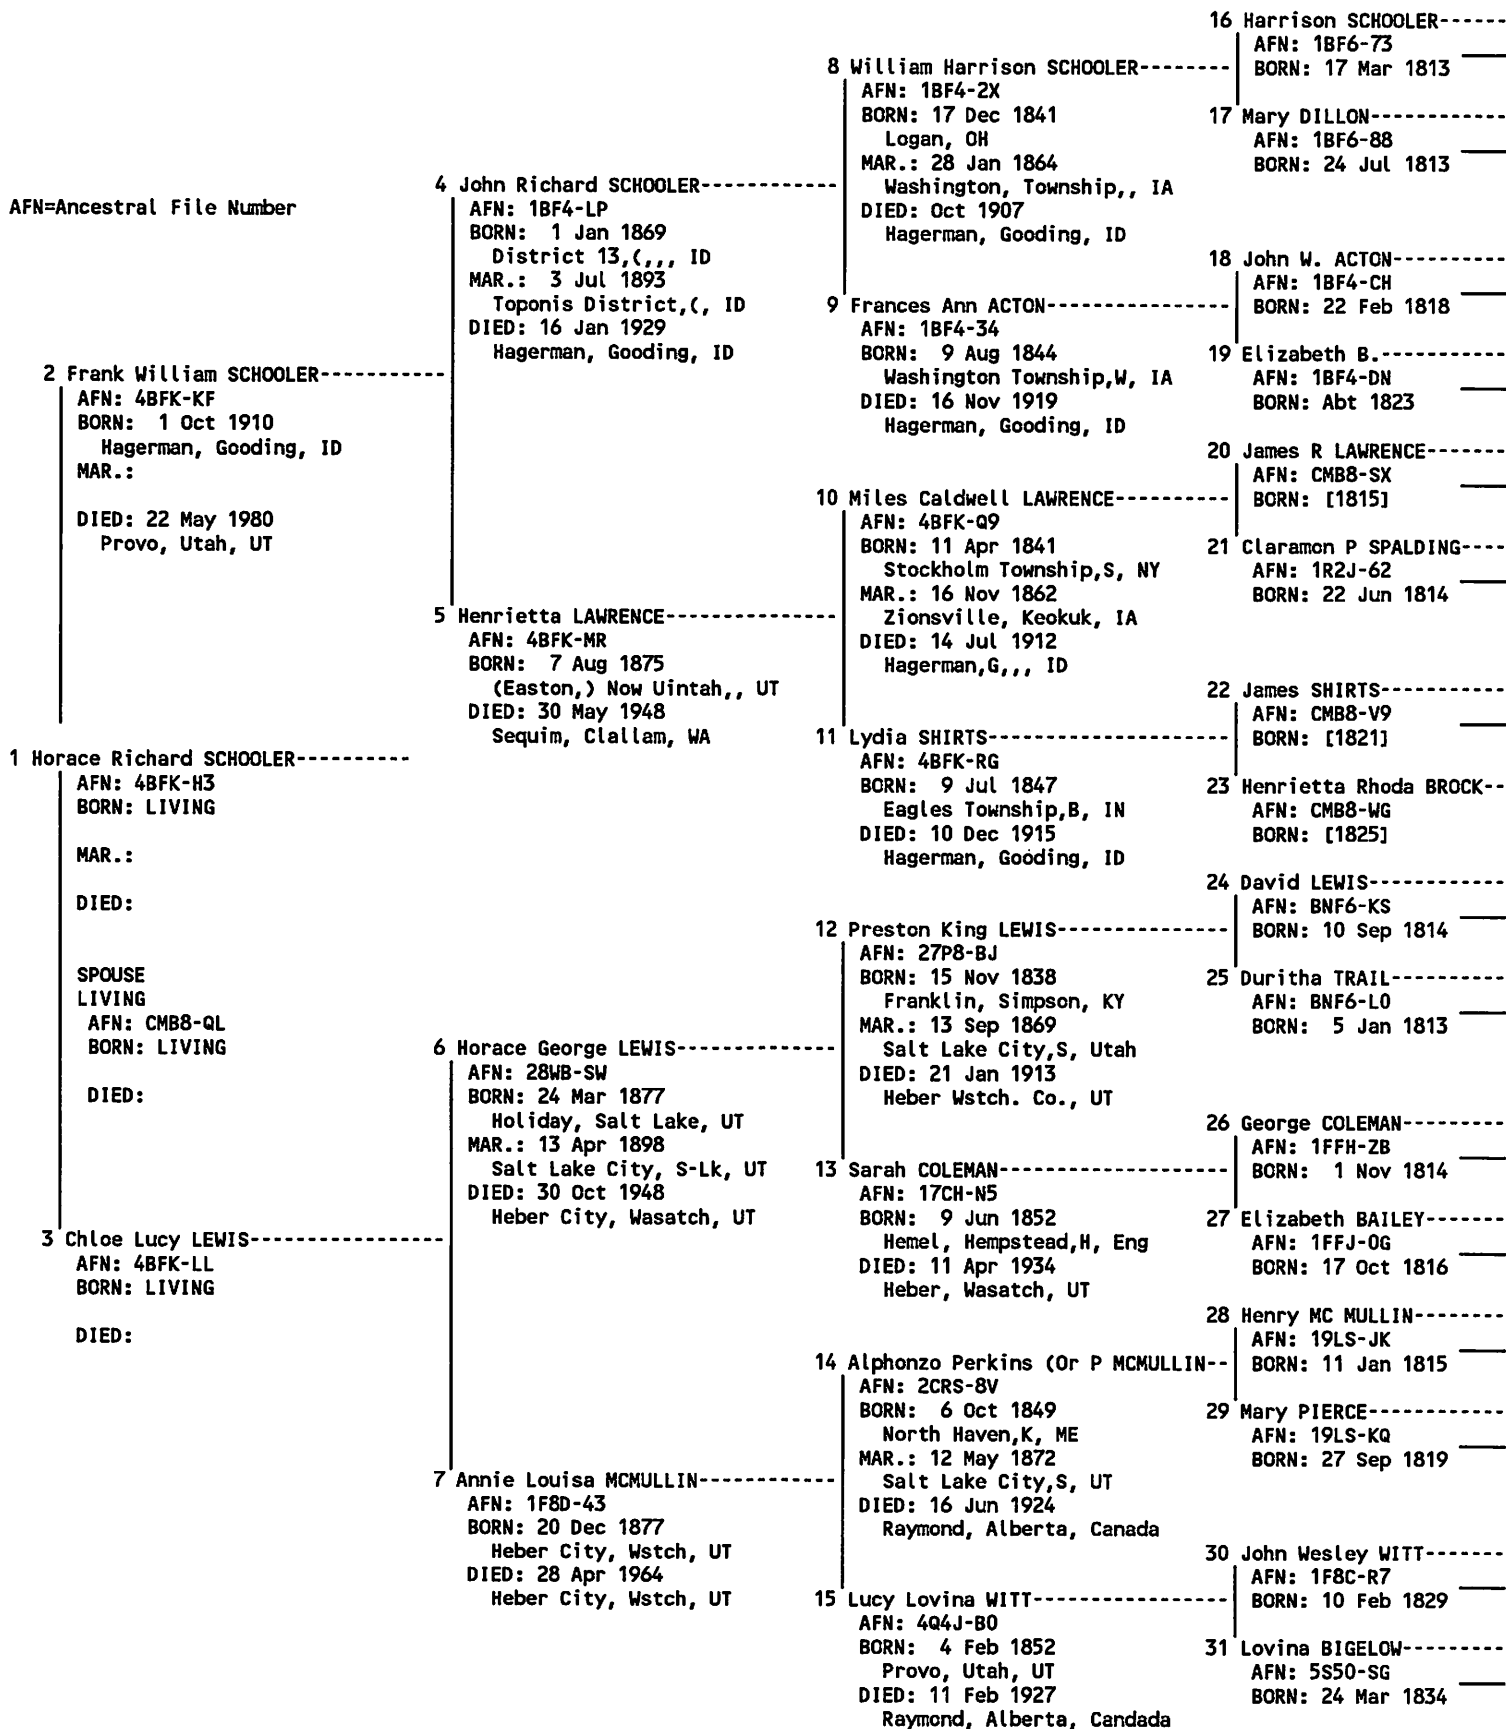 AFN=Ancestral File Number
1 Horace Richard SCHOOLER----------
AFN: 4BFK-H3
BORN: LIVING
MAR.:
DIED:
SPOUSE
LIVING
AFN: CMB8-QL
BORN: LIVING
DIED:
2 Frank William SCHOOLER-----------
AFN: 4BFK-KF
BORN:  1 Oct 1910
Hagerman, Gooding, ID
MAR.:
DIED: 22 May 1980
Provo, Utah, UT
3 Chloe Lucy LEWIS-----------------
AFN: 4BFK-LL
BORN: LIVING
DIED:
4 John Richard SCHOOLER------------
AFN: 1BF4-LP
BORN:  1 Jan 1869
District 13,(,,, ID
MAR.:  3 Jul 1893
Toponis District,(, ID
DIED: 16 Jan 1929
Hagerman, Gooding, ID
5 Henrietta LAWRENCE---------------
AFN: 4BFK-MR
BORN:  7 Aug 1875
(Easton,) Now Uintah,, UT
DIED: 30 May 1948
Sequim, Clallam, WA
6 Horace George LEWIS--------------
AFN: 28WB-SW
BORN: 24 Mar 1877
Holiday, Salt Lake, UT
MAR.: 13 Apr 1898
Salt Lake City, S-Lk, UT
DIED: 30 Oct 1948
Heber City, Wasatch, UT
7 Annie Louisa MCMULLIN------------
AFN: 1F8D-43
BORN: 20 Dec 1877
Heber City, Wstch, UT
DIED: 28 Apr 1964
Heber City, Wstch, UT
8 William Harrison SCHOOLER--------
AFN: 1BF4-2X
BORN: 17 Dec 1841
Logan, OH
MAR.: 28 Jan 1864
Washington, Township,, IA
DIED: Oct 1907
Hagerman, Gooding, ID
9 Frances Ann ACTON----------------
AFN: 1BF4-34
BORN:  9 Aug 1844
Washington Township,W, IA
DIED: 16 Nov 1919
Hagerman, Gooding, ID
10 Miles Caldwell LAWRENCE----------
AFN: 4BFK-Q9
BORN: 11 Apr 1841
Stockholm Township,S, NY
MAR.: 16 Nov 1862
Zionsville, Keokuk, IA
DIED: 14 Jul 1912
Hagerman,G,,, ID
11 Lydia SHIRTS---------------------
AFN: 4BFK-RG
BORN:  9 Jul 1847
Eagles Township,B, IN
DIED: 10 Dec 1915
Hagerman, Gooding, ID
12 Preston King LEWIS---------------
AFN: 27P8-BJ
BORN: 15 Nov 1838
Franklin, Simpson, KY
MAR.: 13 Sep 1869
Salt Lake City,S, Utah
DIED: 21 Jan 1913
Heber Wstch. Co., UT
13 Sarah COLEMAN--------------------
AFN: 17CH-N5
BORN:  9 Jun 1852
Hemel, Hempstead,H, Eng
DIED: 11 Apr 1934
Heber, Wasatch, UT
14 Alphonzo Perkins (Or P MCMULLIN--
AFN: 2CRS-8V
BORN:  6 Oct 1849
North Haven,K, ME
MAR.: 12 May 1872
Salt Lake City,S, UT
DIED: 16 Jun 1924
Raymond, Alberta, Canada
15 Lucy Lovina WITT-----------------
AFN: 4Q4J-B0
BORN:  4 Feb 1852
Provo, Utah, UT
DIED: 11 Feb 1927
Raymond, Alberta, Candada
16 Harrison SCHOOLER------
AFN: 1BF6-73
BORN: 17 Mar 1813
17 Mary DILLON------------
AFN: 1BF6-88
BORN: 24 Jul 1813
18 John W. ACTON----------
AFN: 1BF4-CH
BORN: 22 Feb 1818
19 Elizabeth B.-----------
AFN: 1BF4-DN
BORN: Abt 1823
20 James R LAWRENCE-------
AFN: CMB8-SX
BORN: [1815]
21 Claramon P SPALDING----
AFN: 1R2J-62
BORN: 22 Jun 1814
22 James SHIRTS-----------
AFN: CMB8-V9
BORN: [1821]
23 Henrietta Rhoda BROCK--
AFN: CMB8-WG
BORN: [1825]
24 David LEWIS------------
AFN: BNF6-KS
BORN: 10 Sep 1814
25 Duritha TRAIL----------
AFN: BNF6-L0
BORN:  5 Jan 1813
26 George COLEMAN---------
AFN: 1FFH-ZB
BORN:  1 Nov 1814
27 Elizabeth BAILEY-------
AFN: 1FFJ-0G
BORN: 17 Oct 1816
28 Henry MC MULLIN--------
AFN: 19LS-JK
BORN: 11 Jan 1815
29 Mary PIERCE------------
AFN: 19LS-KQ
BORN: 27 Sep 1819
30 John Wesley WITT-------
AFN: 1F8C-R7
BORN: 10 Feb 1829
31 Lovina BIGELOW---------
AFN: 5S50-SG
BORN: 24 Mar 1834